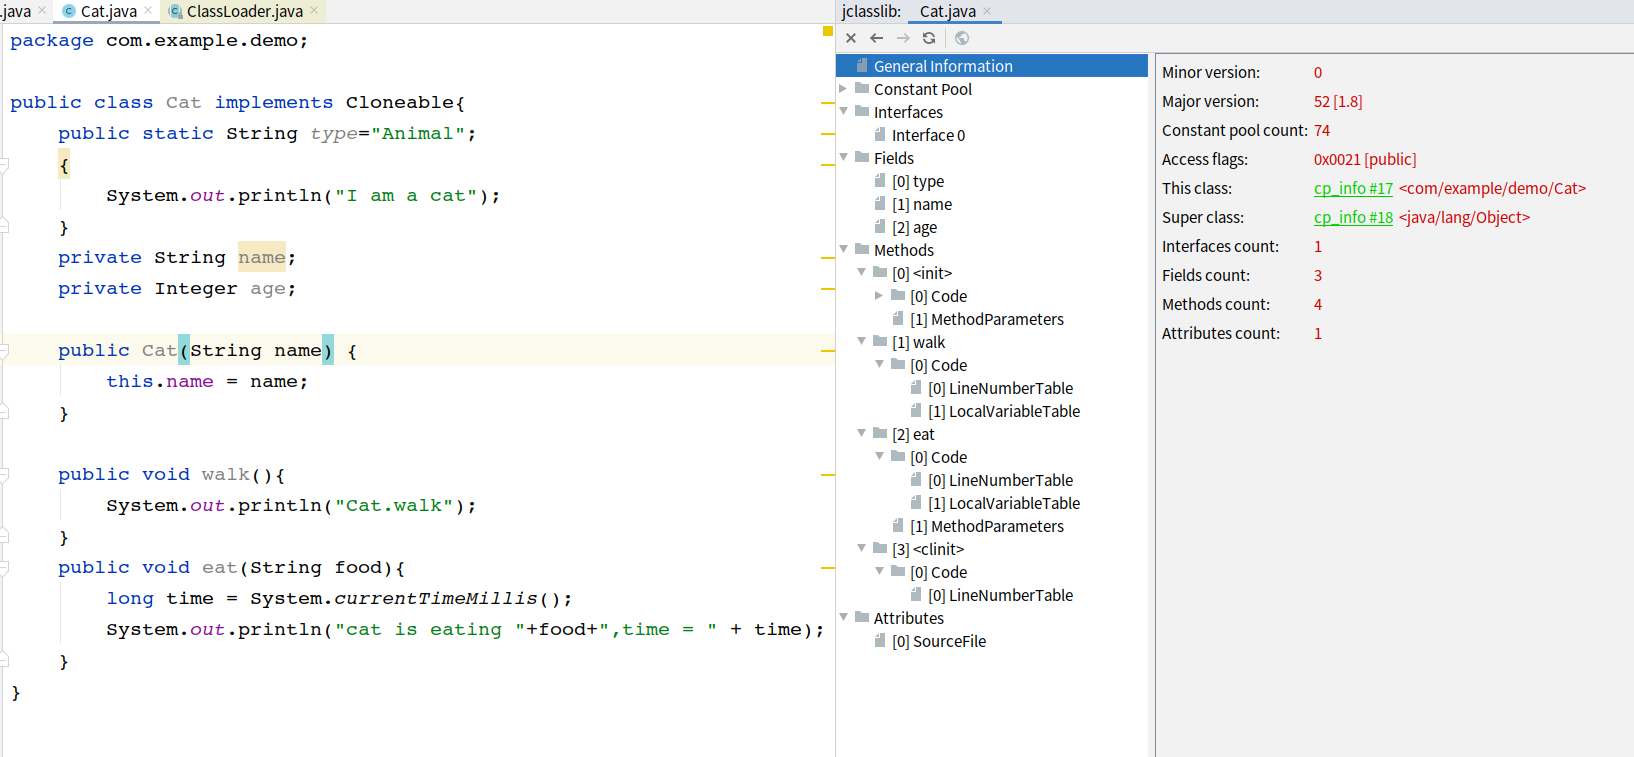 .java × Cat.java × ClassLoader.java ×
package com.example.demo;
public class Cat implements Cloneable{
public static String type="Animal";
{
System.out.println("I am a cat");
}
private String name;
private Integer age;
public Cat(String name) {
this.name = name;
}
public void walk(){
System.out.println("Cat.walk");
}
public void eat(String food){
long time = System.currentTimeMillis();
System.out.println("cat is eating "+food+",time = " + time);
}
}
jclasslib: Cat.java ×
General Information
Constant Pool
Interfaces
Interface 0
Fields
[0] type
[1] name
[2] age
Methods
[0] <init>
[0] Code
[1] MethodParameters
[1] walk
[0] Code
[0] LineNumberTable
[1] LocalVariableTable
[2] eat
[0] Code
[0] LineNumberTable
[1] LocalVariableTable
[1] MethodParameters
[3] <clinit>
[0] Code
[0] LineNumberTable
Attributes
[0] SourceFile
Minor version: 0
Major version: 52 [1.8]
Constant pool count: 74
Access flags: 0x0021 [public]
This class: cp_info #17 <com/example/demo/Cat>
Super class: cp_info #18 <java/lang/Object>
Interfaces count: 1
Fields count: 3
Methods count: 4
Attributes count: 1